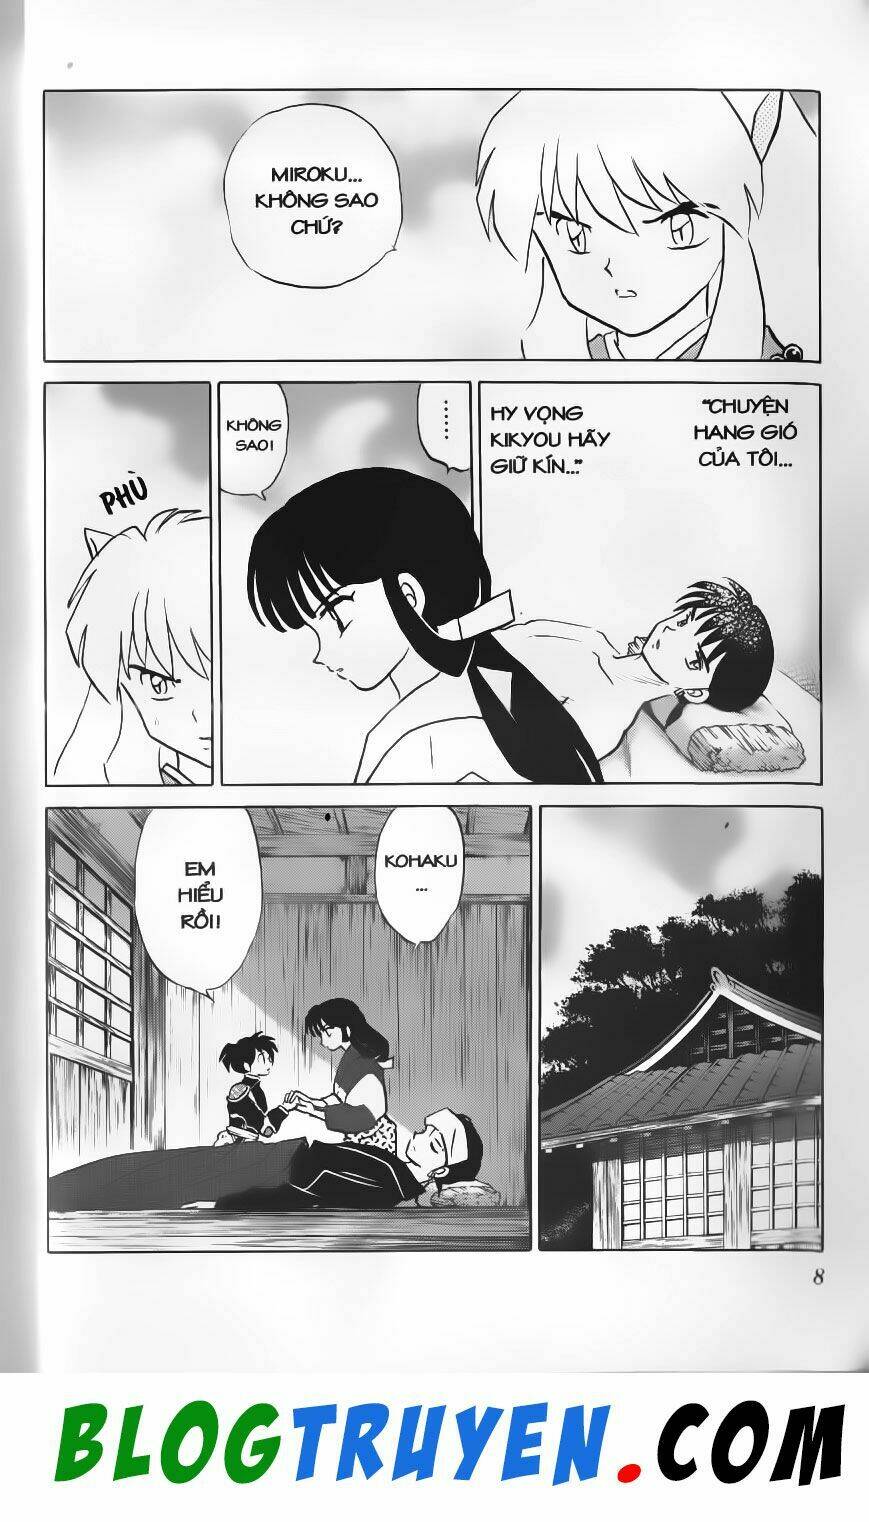 MIROKU...
KHÔNG SAO
CHỨ?
"CHUYỆN
HANG GIÓ
CỦA TÔI...
HY VỌNG
KIKYOU HÃY
GIỮ KÍN..."
......
KHÔNG
SAO!
PHÙ
KOHAKU
...
EM
HIỂU
RỒI!
8
BLOGTRUYEN.COM